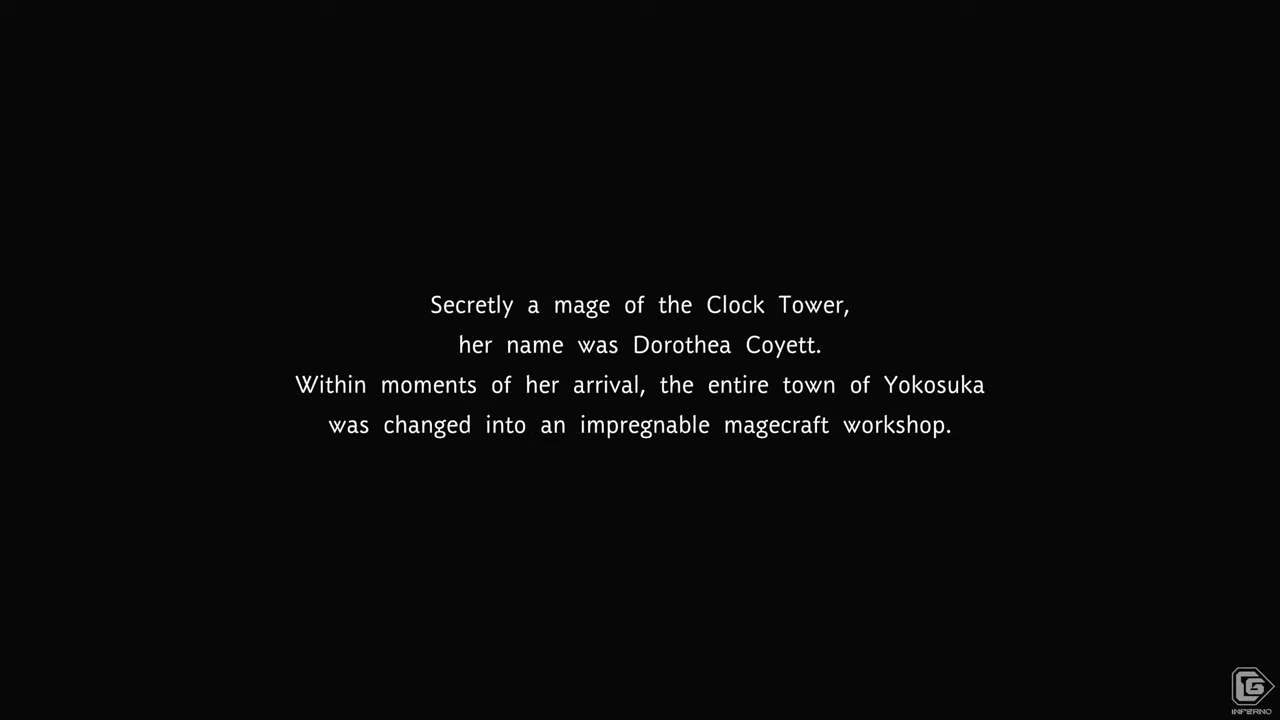 Secretly a mage of the Clock Tower,
her name was Dorothea Coyett.
Within moments of her arrival, the entire town of Yokosuka
was changed into an impregnable magecraft workshop.
INFERNO